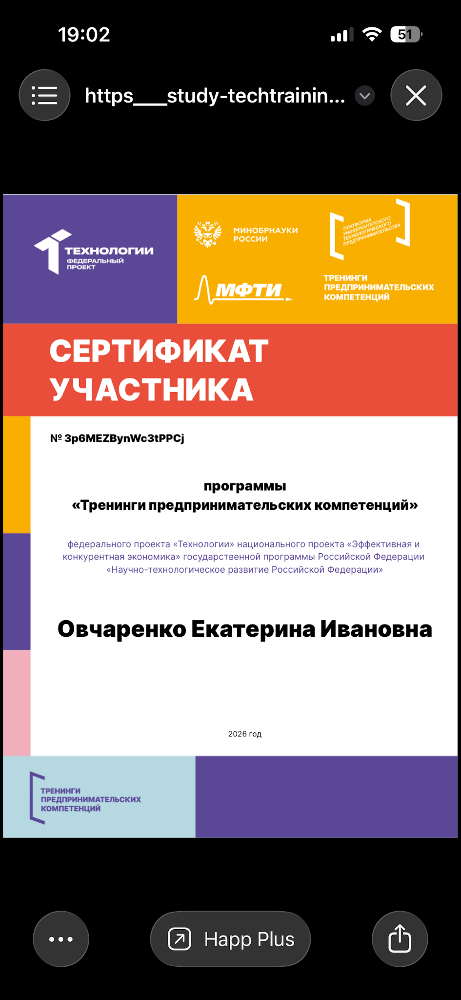 19:02
51
https___study-techtrainin...
ТЕХНОЛОГИИ
ФЕДЕРАЛЬНЫЙ
ПРОЕКТ
МИНОБРНАУКИ
РОССИИ
МФТИ
ПЛАТФОРМА
УНИВЕРСИТЕТСКОГО
ТЕХНОЛОГИЧЕСКОГО
ПРЕДПРИНИМАТЕЛЬСТВА
ТРЕНИНГИ
ПРЕДПРИНИМАТЕЛЬСКИХ
КОМПЕТЕНЦИЙ
СЕРТИФИКАТ
УЧАСТНИКА
№ 3p6MEZBynWc3tPPCj
программы
«Тренинги предпринимательских компетенций»
федерального проекта «Технологии» национального проекта «Эффективная и
конкурентная экономика» государственной программы Российской Федерации
«Научно-технологическое развитие Российской Федерации»
Овчаренко Екатерина Ивановна
2026 год
ТРЕНИНГИ
ПРЕДПРИНИМАТЕЛЬСКИХ
КОМПЕТЕНЦИЙ
Happ Plus